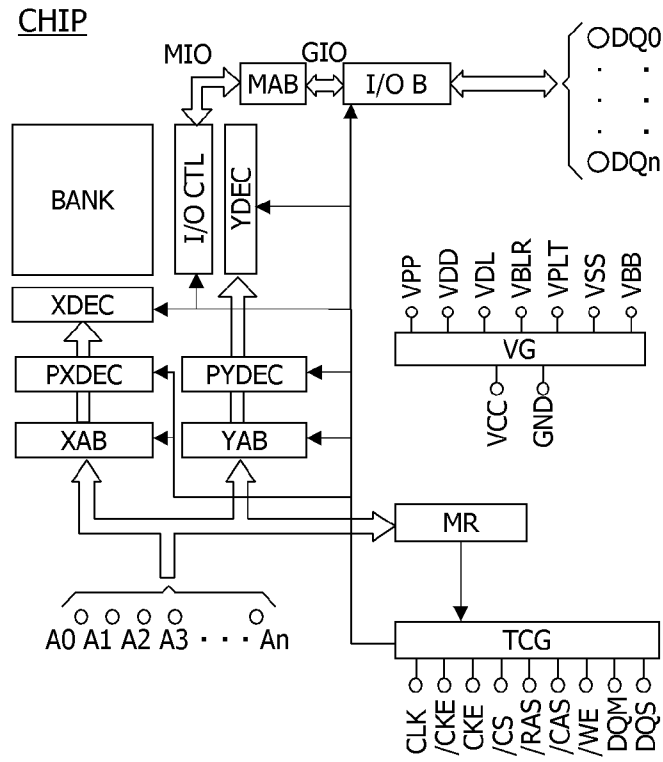 CHIP
MIO
GIO
MAB
I/O B
DQ0
DQn
BANK
I/O CTL
YDEC
XDEC
PXDEC
PYDEC
XAB
YAB
VPP
VDD
VDL
VBLR
VPLT
VSS
VBB
VG
VCC
GND
MR
A0 A1 A2 A3 · · · An
TCG
CLK
/CKE
CKE
/CS
/RAS
/CAS
/WE
DQM
DQS